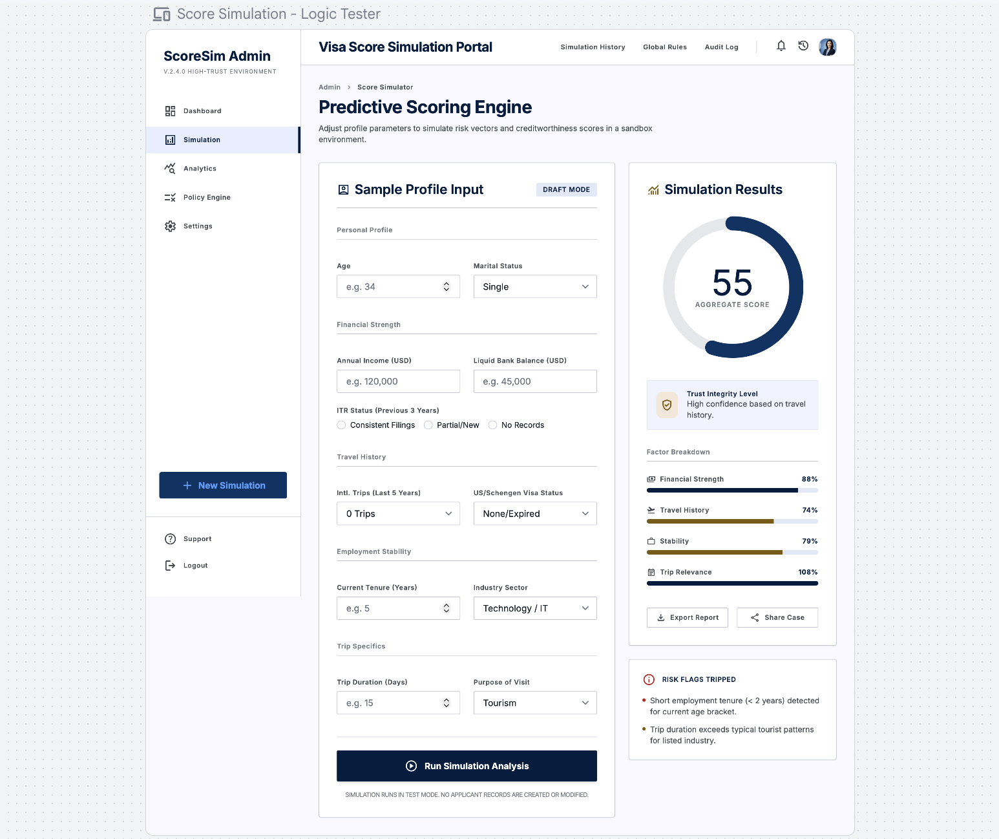 Score Simulation - Logic Tester
ScoreSim Admin
V.2.4.0 HIGH-TRUST ENVIRONMENT
Dashboard
Simulation
Analytics
Policy Engine
Settings
New Simulation
Support
Logout
Visa Score Simulation Portal
Simulation History
Global Rules
Audit Log
Admin > Score Simulator
Predictive Scoring Engine
Adjust profile parameters to simulate risk vectors and creditworthiness scores in a sandbox
environment.
Sample Profile Input
DRAFT MODE
Personal Profile
Age
Marital Status
e.g. 34
Single
Financial Strength
Annual Income (USD)
Liquid Bank Balance (USD)
e.g. 120,000
e.g. 45,000
ITR Status (Previous 3 Years)
Consistent Filings
Partial/New
No Records
Travel History
Intl. Trips (Last 5 Years)
US/Schengen Visa Status
0 Trips
None/Expired
Employment Stability
Current Tenure (Years)
Industry Sector
e.g. 5
Technology / IT
Trip Specifics
Trip Duration (Days)
Purpose of Visit
e.g. 15
Tourism
Run Simulation Analysis
SIMULATION RUNS IN TEST MODE. NO APPLICANT RECORDS ARE CREATED OR MODIFIED.
Simulation Results
55
AGGREGATE SCORE
Trust Integrity Level
High confidence based on travel
history.
Factor Breakdown
Financial Strength 88%
Travel History 74%
Stability 79%
Trip Relevance 108%
Export Report
Share Case
RISK FLAGS TRIPPED
Short employment tenure (< 2 years) detected
for current age bracket.
Trip duration exceeds typical tourist patterns
for listed industry.